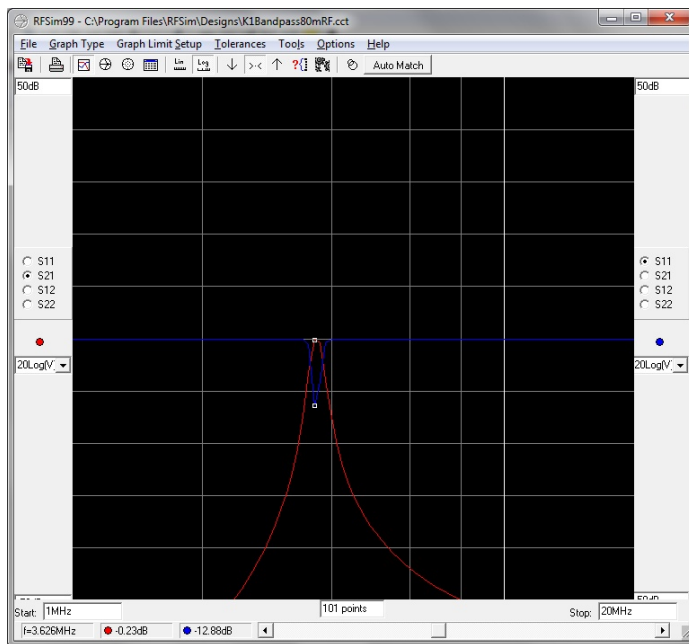 RFSim99 - C:\Program Files\RFSim\Designs\K1Bandpass80mRF.cct
File Graph Type Graph Limit Setup Tolerances Tools Options Help
Lin Log Auto Match
50dB 50dB
S11 S11
S21 S21
S12 S12
S22 S22
20Log(V) 20Log(V)
Start: 1MHz 101 points Stop: 20MHz
f=3.626MHz -0.23dB -12.88dB